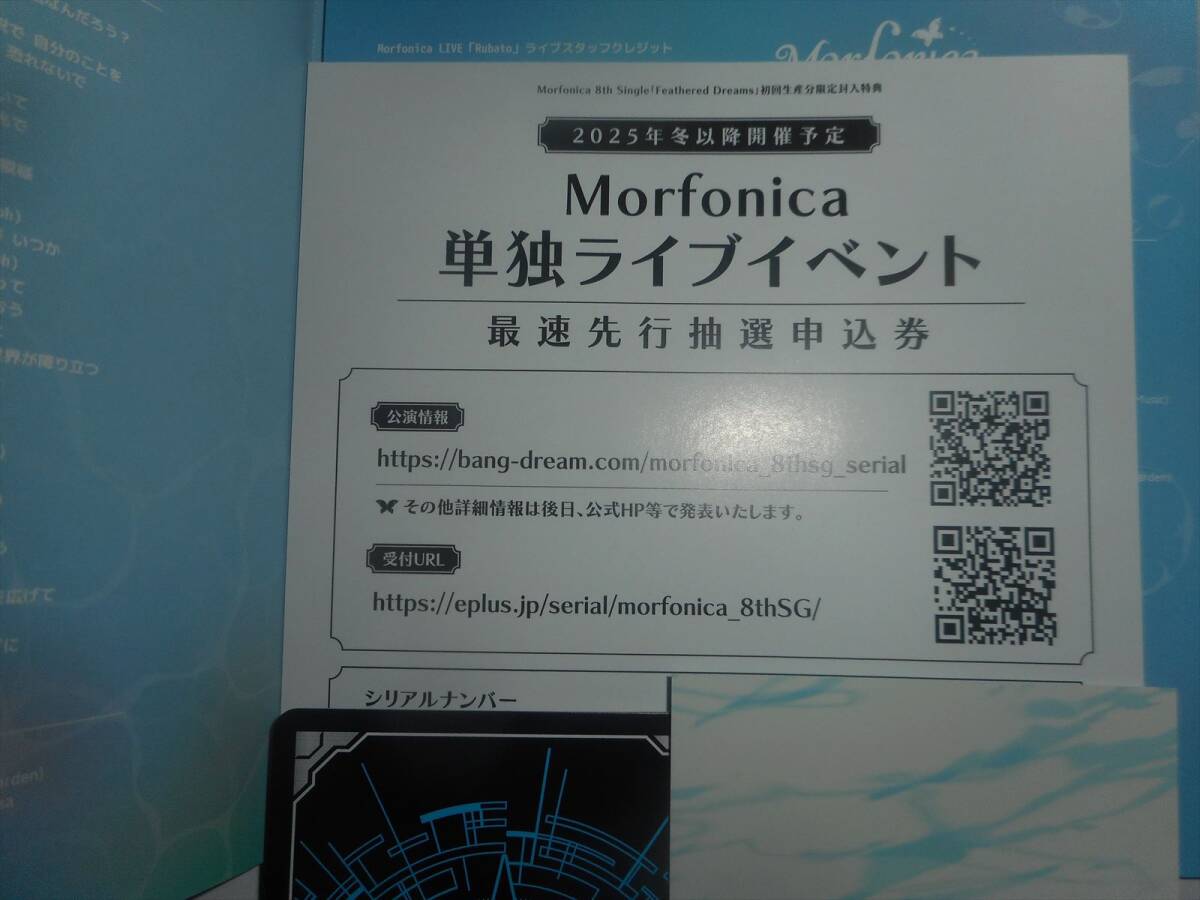 なんだろう？
自分のことを
恐れないで
いつか
世界が降り立つ
広げて
Morfonica LIVE「Rubato」ライブスタッフクレジット
Morfonica
Morfonica 8th Single「Feathered Dreams」初回生産分限定封入特典
2025年冬以降開催予定
Morfonica
単独ライブイベント
最速先行抽選申込券
公演情報
https://bang-dream.com/morfonica_8thsg_serial
その他詳細情報は後日、公式HP等で発表いたします。
受付URL
https://eplus.jp/serial/morfonica_8thSG/
シリアルナンバー